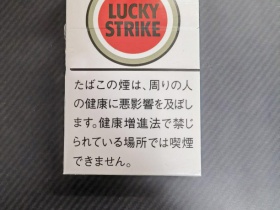 LUCKY
STRIKE
たばこの煙は、周りの人
の健康に悪影響を及ぼし
ます。健康増進法で禁じ
られている場所では喫煙
できません。